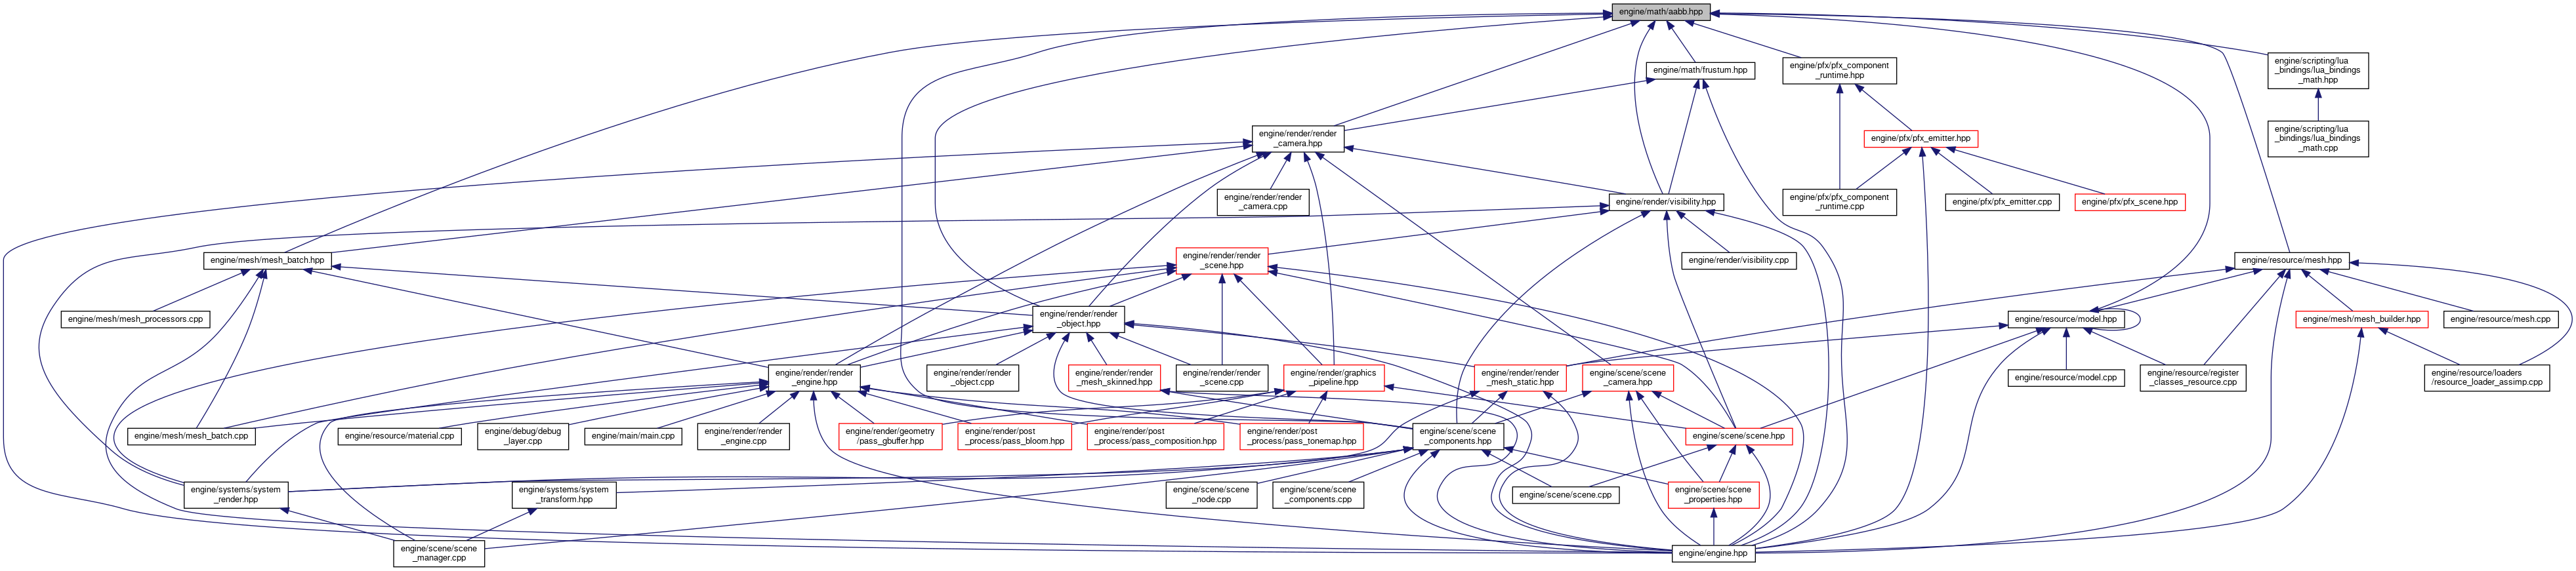 engine/math/aabb.hpp
engine/math/frustum.hpp
engine/pfx/pfx_component
_runtime.hpp
engine/scripting/lua
_bindings/lua_bindings
_math.hpp
engine/render/render
_camera.hpp
engine/pfx/pfx_emitter.hpp
engine/scripting/lua
_bindings/lua_bindings
_math.cpp
engine/render/render
_camera.cpp
engine/render/visibility.hpp
engine/pfx/pfx_component
_runtime.cpp
engine/pfx/pfx_emitter.cpp
engine/pfx/pfx_scene.hpp
engine/mesh/mesh_batch.hpp
engine/render/render
_scene.hpp
engine/render/visibility.cpp
engine/resource/mesh.hpp
engine/mesh/mesh_processors.cpp
engine/render/render
_object.hpp
engine/resource/model.hpp
engine/mesh/mesh_builder.hpp
engine/resource/mesh.cpp
engine/render/render
_engine.hpp
engine/render/render
_object.cpp
engine/render/render
_mesh_skinned.hpp
engine/render/render
_scene.cpp
engine/render/graphics
_pipeline.hpp
engine/render/render
_mesh_static.hpp
engine/scene/scene
_camera.hpp
engine/resource/model.cpp
engine/resource/register
_classes_resource.cpp
engine/resource/loaders
/resource_loader_assimp.cpp
engine/mesh/mesh_batch.cpp
engine/resource/material.cpp
engine/debug/debug
_layer.cpp
engine/main/main.cpp
engine/render/render
_engine.cpp
engine/render/geometry
/pass_gbuffer.hpp
engine/render/post
_process/pass_bloom.hpp
engine/render/post
_process/pass_composition.hpp
engine/render/post
_process/pass_tonemap.hpp
engine/scene/scene
_components.hpp
engine/scene/scene.hpp
engine/systems/system
_render.hpp
engine/systems/system
_transform.hpp
engine/scene/scene
_node.cpp
engine/scene/scene
_components.cpp
engine/scene/scene.cpp
engine/scene/scene
_properties.hpp
engine/scene/scene
_manager.cpp
engine/engine.hpp